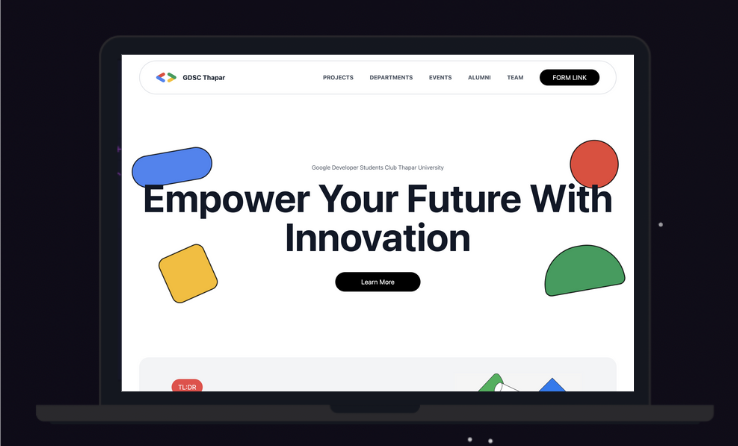 GDSC Thapar
PROJECTS DEPARTMENTS EVENTS ALUMNI TEAM FORM LINK
Google Developer Students Club Thapar University
Empower Your Future With
Innovation
Learn More
TL:DR